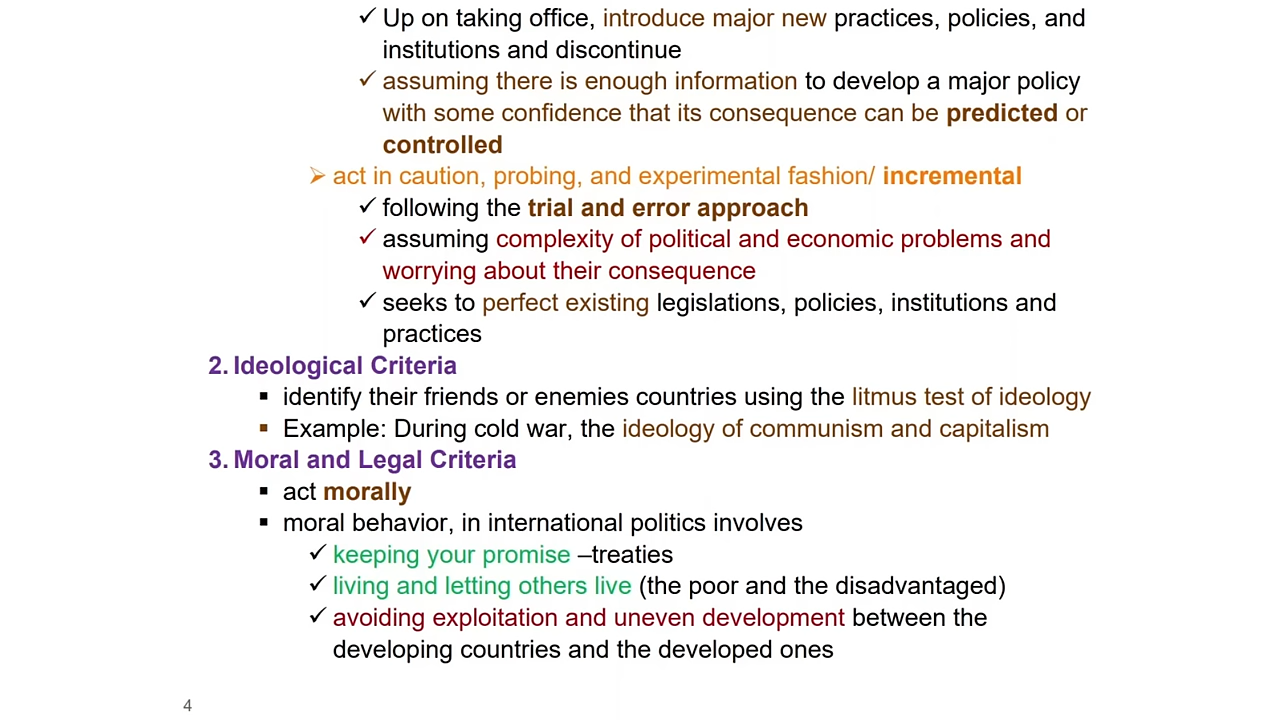 ✓ Up on taking office, introduce major new practices, policies, and
institutions and discontinue
✓ assuming there is enough information to develop a major policy
with some confidence that its consequence can be predicted or
controlled
➢ act in caution, probing, and experimental fashion/ incremental
✓ following the trial and error approach
✓ assuming complexity of political and economic problems and
worrying about their consequence
✓ seeks to perfect existing legislations, policies, institutions and
practices
2. Ideological Criteria
▪ identify their friends or enemies countries using the litmus test of ideology
▪ Example: During cold war, the ideology of communism and capitalism
3. Moral and Legal Criteria
▪ act morally
▪ moral behavior, in international politics involves
✓ keeping your promise –treaties
✓ living and letting others live (the poor and the disadvantaged)
✓ avoiding exploitation and uneven development between the
developing countries and the developed ones
4